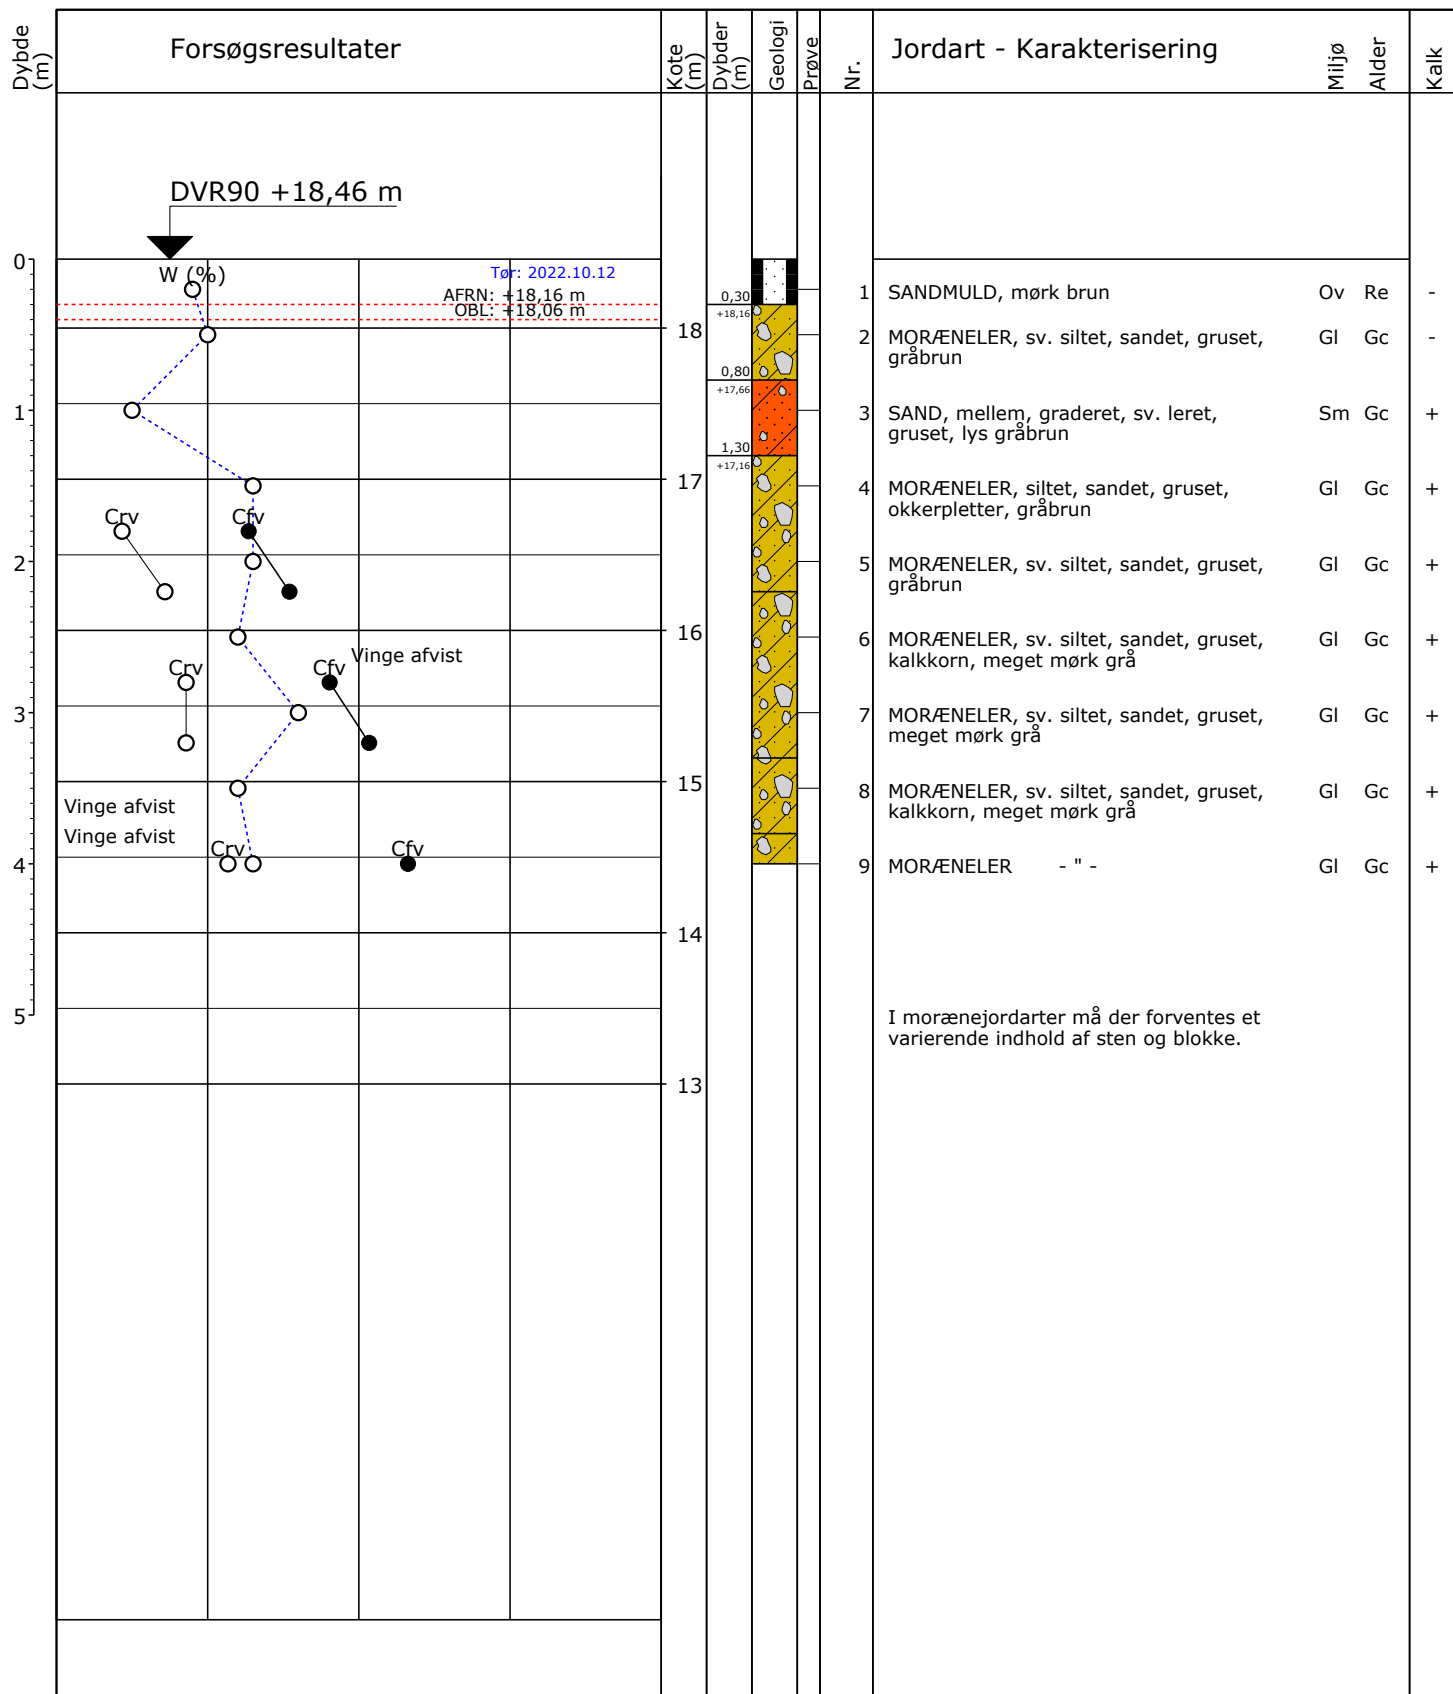 Dybde (m)
Forsøgsresultater
Kote (m)
Dybder (m)
Geologi
Prøve
Nr.
Jordart - Karakterisering
Miljø
Alder
Kalk
DVR90 +18,46 m
W (%)
Tør: 2022.10.12
AFRN: +18,16 m
OBL: +18,06 m
0
1
2
3
4
5
Crv
Cfv
Vinge afvist
Crv
Cfv
Vinge afvist
Vinge afvist
Crv
Cfv
18
17
16
15
14
13
0,30
+18,16
0,80
+17,66
1,30
+17,16
1 SANDMULD, mørk brun Ov Re -
2 MORÆNELER, sv. siltet, sandet, gruset, Gl Gc -
gråbrun
3 SAND, mellem, graderet, sv. leret, Sm Gc +
gruset, lys gråbrun
4 MORÆNELER, siltet, sandet, gruset, Gl Gc +
okkerpletter, gråbrun
5 MORÆNELER, sv. siltet, sandet, gruset, Gl Gc +
gråbrun
6 MORÆNELER, sv. siltet, sandet, gruset, Gl Gc +
kalkkorn, meget mørk grå
7 MORÆNELER, sv. siltet, sandet, gruset, Gl Gc +
meget mørk grå
8 MORÆNELER, sv. siltet, sandet, gruset, Gl Gc +
kalkkorn, meget mørk grå
9 MORÆNELER - " - Gl Gc +
I morænejordarter må der forventes et
varierende indhold af sten og blokke.